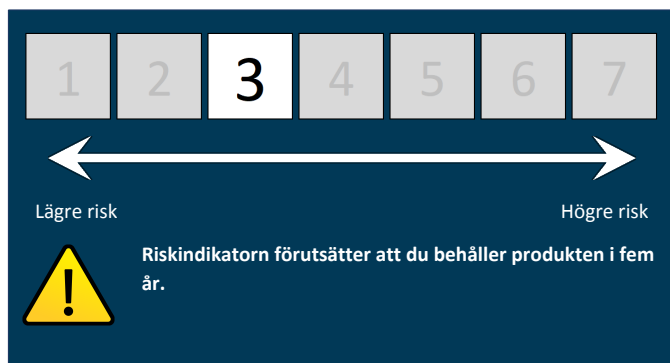 1 2 3 4 5 6 7
Lägre risk Högre risk
Riskindikatorn förutsätter att du behåller produkten i fem
år.